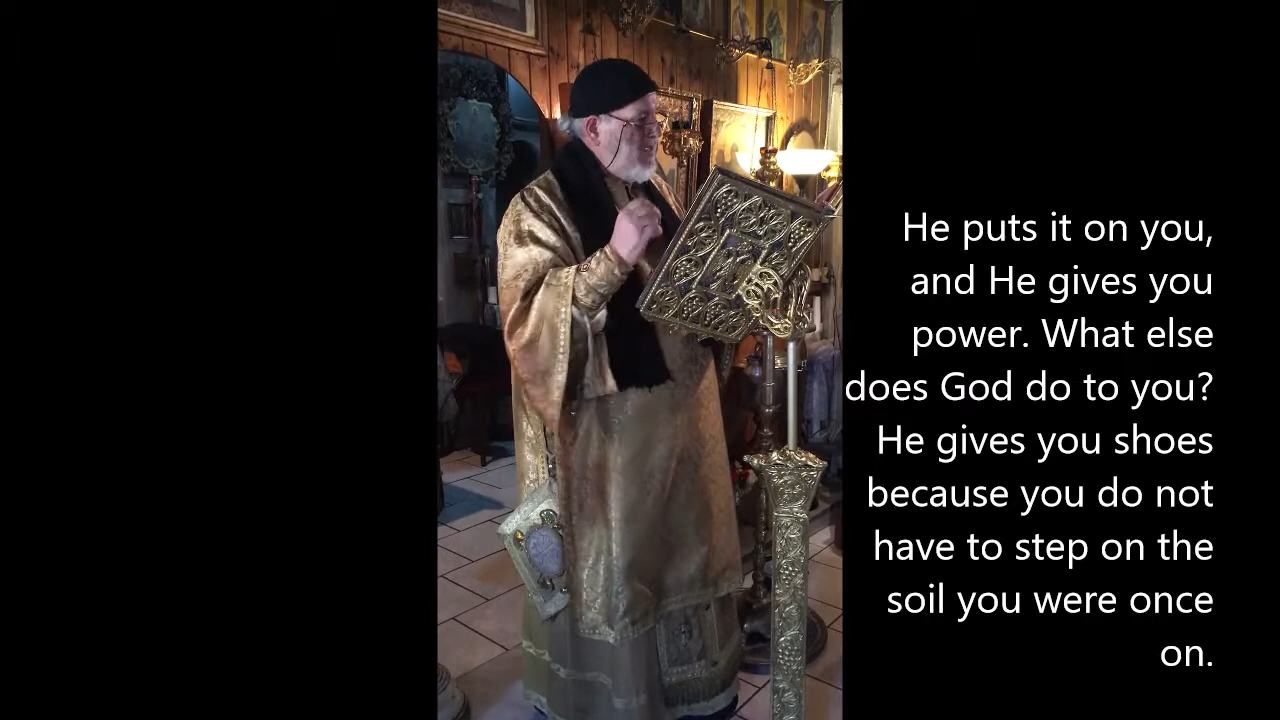 He puts it on you,
and He gives you
power. What else
does God do to you?
He gives you shoes
because you do not
have to step on the
soil you were once
on.